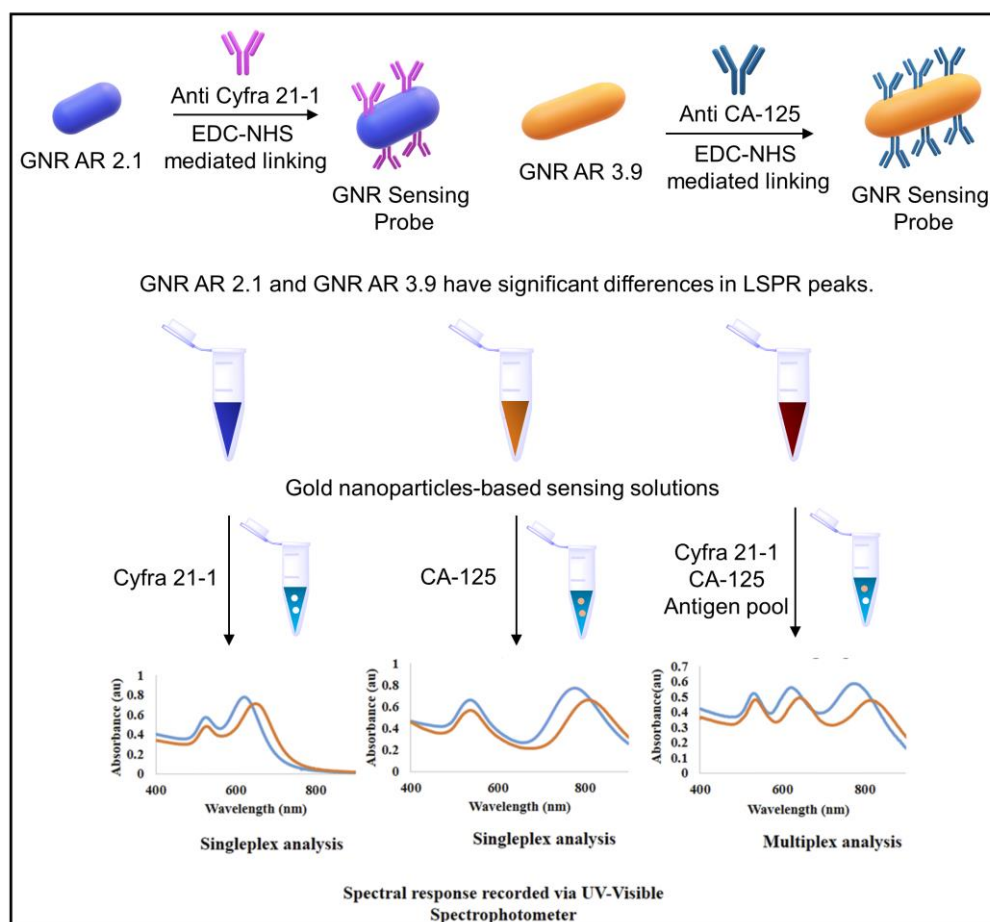 Anti Cyfra 21-1
EDC-NHS
mediated linking
GNR AR 2.1
GNR Sensing
Probe
Anti CA-125
EDC-NHS
mediated linking
GNR AR 3.9
GNR Sensing
Probe
GNR AR 2.1 and GNR AR 3.9 have significant differences in LSPR peaks.
Gold nanoparticles-based sensing solutions
Cyfra 21-1
CA-125
Cyfra 21-1
CA-125
Antigen pool
Absorbance (au)
1
0.8
0.6
0.4
0.2
0
400
600
800
Wavelength (nm)
Singleplex analysis
Absorbance (au)
1
0.8
0.6
0.4
0.2
0
400
600
800
Wavelength (nm)
Singleplex analysis
Absorbance(au)
0.7
0.6
0.5
0.4
0.3
0.2
0.1
0
400
600
800
Wavelength (nm)
Multiplex analysis
Spectral response recorded via UV-Visible
Spectrophotometer